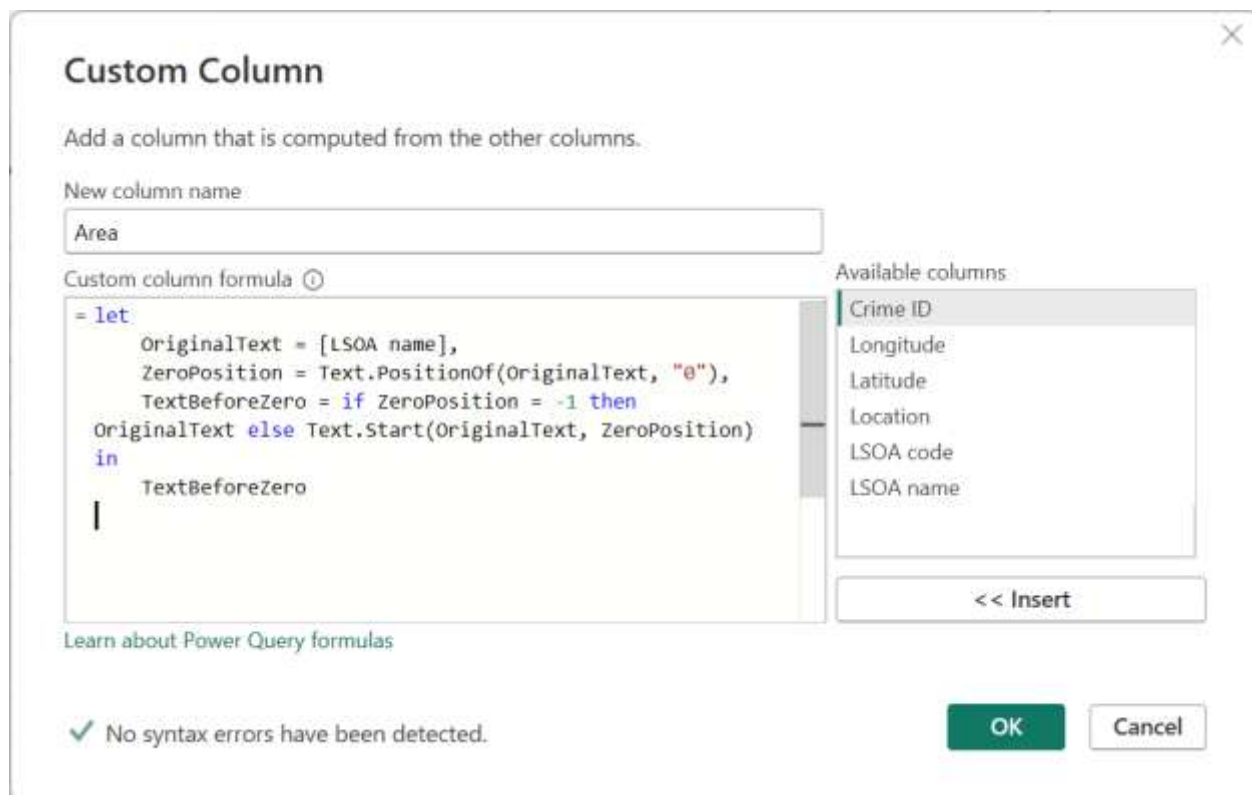 Custom Column
Add a column that is computed from the other columns.
New column name
Area
Custom column formula
Available columns
= let
OriginalText = [LSOA name],
ZeroPosition = Text.PositionOf(OriginalText, "0"),
TextBeforeZero = if ZeroPosition = -1 then
OriginalText else Text.Start(OriginalText, ZeroPosition)
in
TextBeforeZero
Crime ID
Longitude
Latitude
Location
LSOA code
LSOA name
<< Insert
Learn about Power Query formulas
No syntax errors have been detected.
OK
Cancel